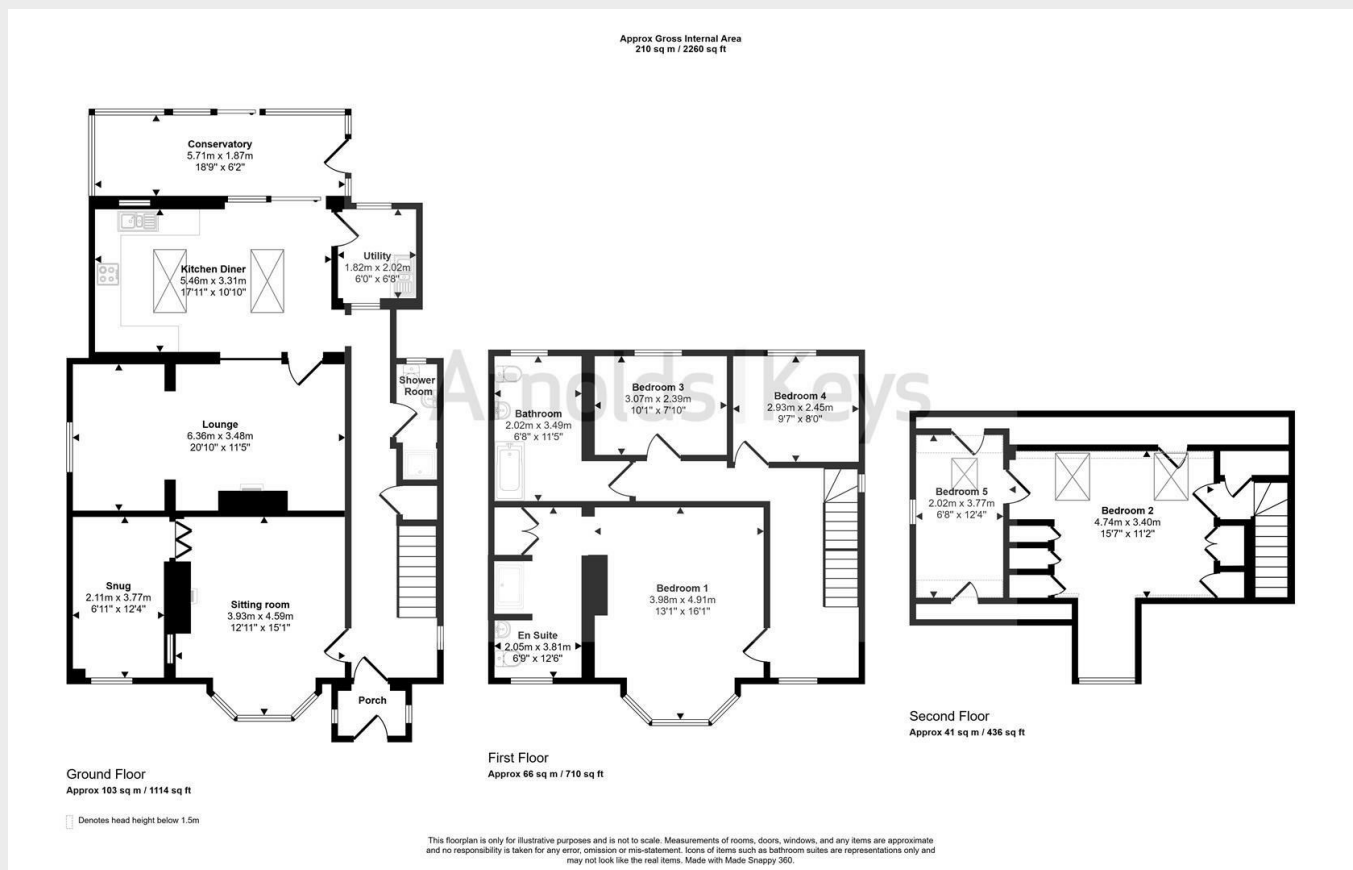 Approx Gross Internal Area
210 sq m / 2260 sq ft
Conservatory
5.71m x 1.87m
18'9" x 6'2"
Kitchen Diner
5.46m x 3.31m
17'11" x 10'10"
Utility
1.82m x 2.02m
6'0" x 6'8"
Shower
Room
Lounge
6.36m x 3.48m
20'10" x 11'5"
Snug
2.11m x 3.77m
6'11" x 12'4"
Sitting room
3.93m x 4.59m
12'11" x 15'1"
Porch
Ground Floor
Approx 103 sq m / 1114 sq ft
Denotes head height below 1.5m
Arnolds | Keys
Bathroom
2.02m x 3.49m
6'8" x 11'5"
Bedroom 3
3.07m x 2.39m
10'1" x 7'10"
Bedroom 4
2.93m x 2.45m
9'7" x 8'0"
Bedroom 1
3.98m x 4.91m
13'1" x 16'1"
En Suite
2.05m x 3.81m
6'9" x 12'6"
First Floor
Approx 66 sq m / 710 sq ft
Bedroom 5
2.02m x 3.77m
6'8" x 12'4"
Bedroom 2
4.74m x 3.40m
15'7" x 11'2"
Second Floor
Approx 41 sq m / 436 sq ft
This floorplan is only for illustrative purposes and is not to scale. Measurements of rooms, doors, windows, and any items are approximate
and no responsibility is taken for any error, omission or mis-statement. Icons of items such as bathroom suites are representations only and
may not look like the real items. Made with Made Snappy 360.